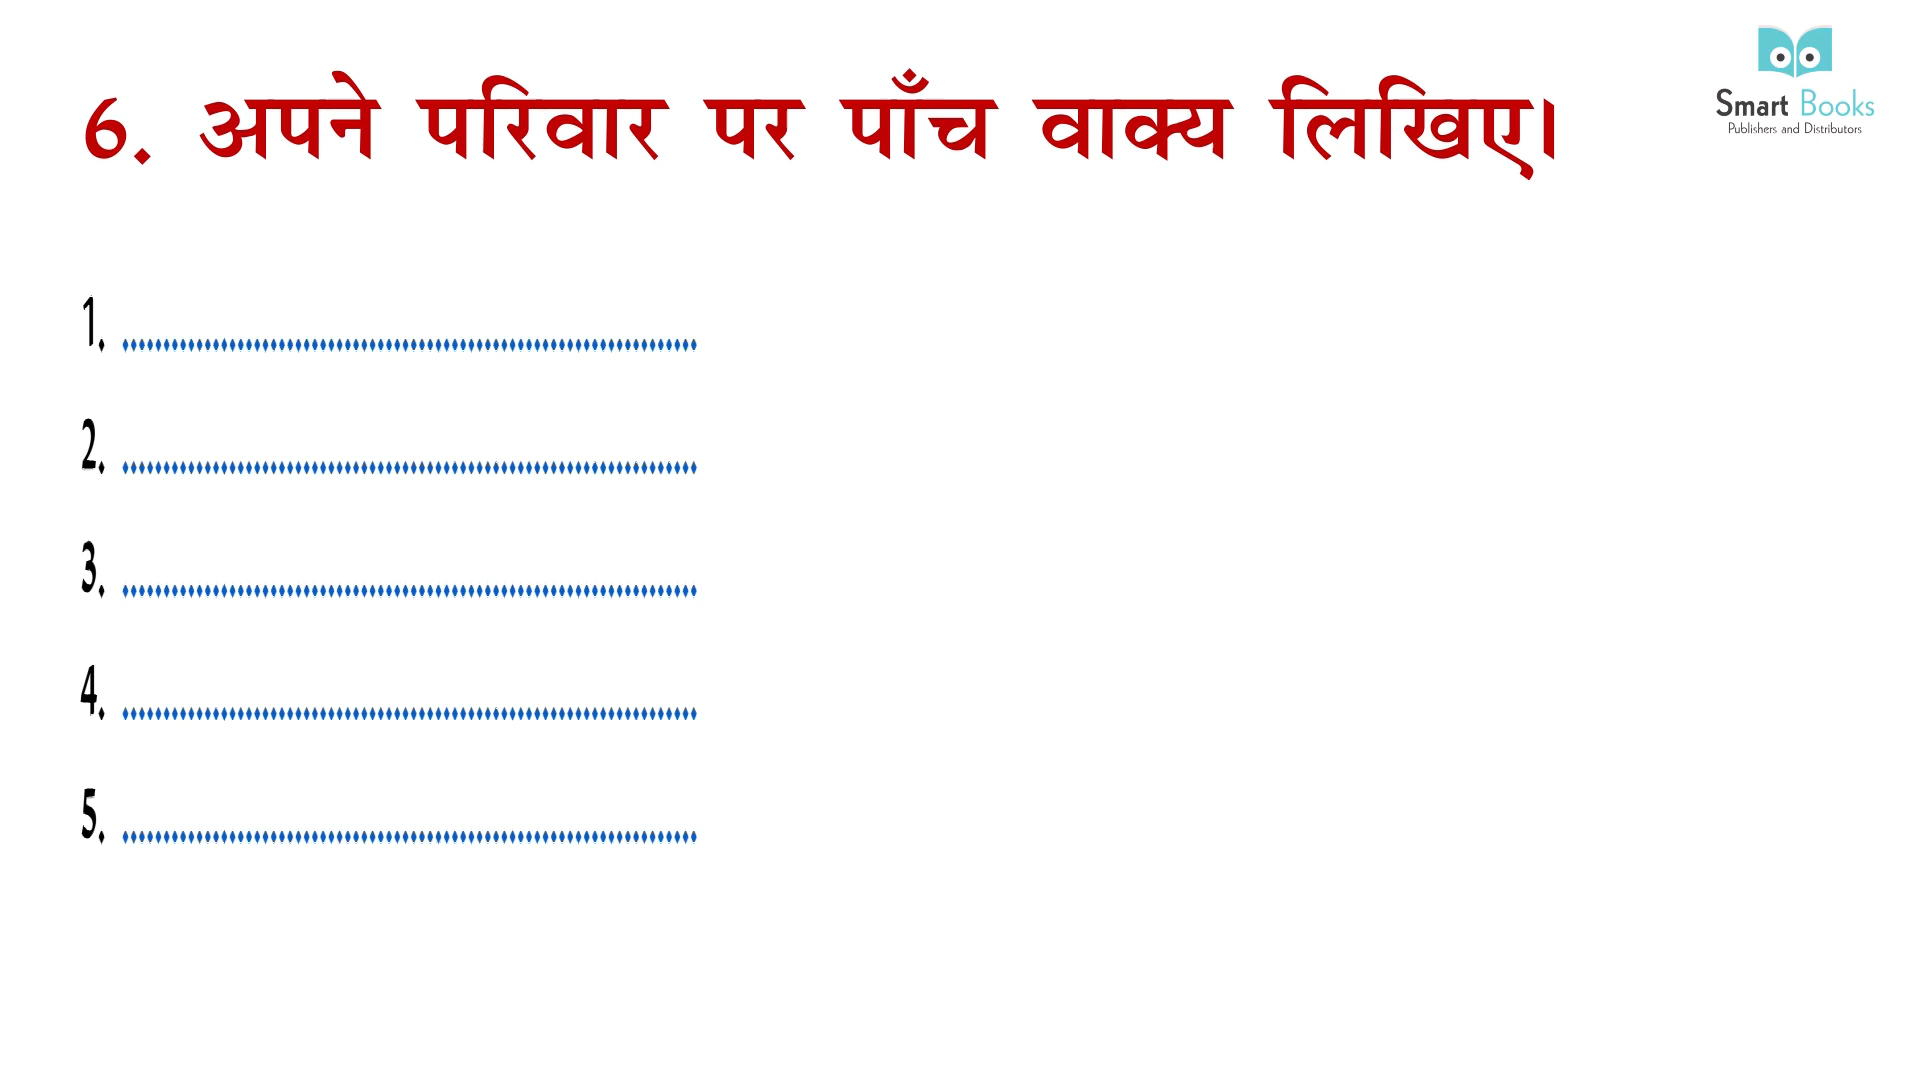 Smart Books
Publishers and Distributors
6. अपने परिवार पर पाँच वाक्य लिखिए।
1. ......................................................................
2. ......................................................................
3. ......................................................................
4. ......................................................................
5. ......................................................................